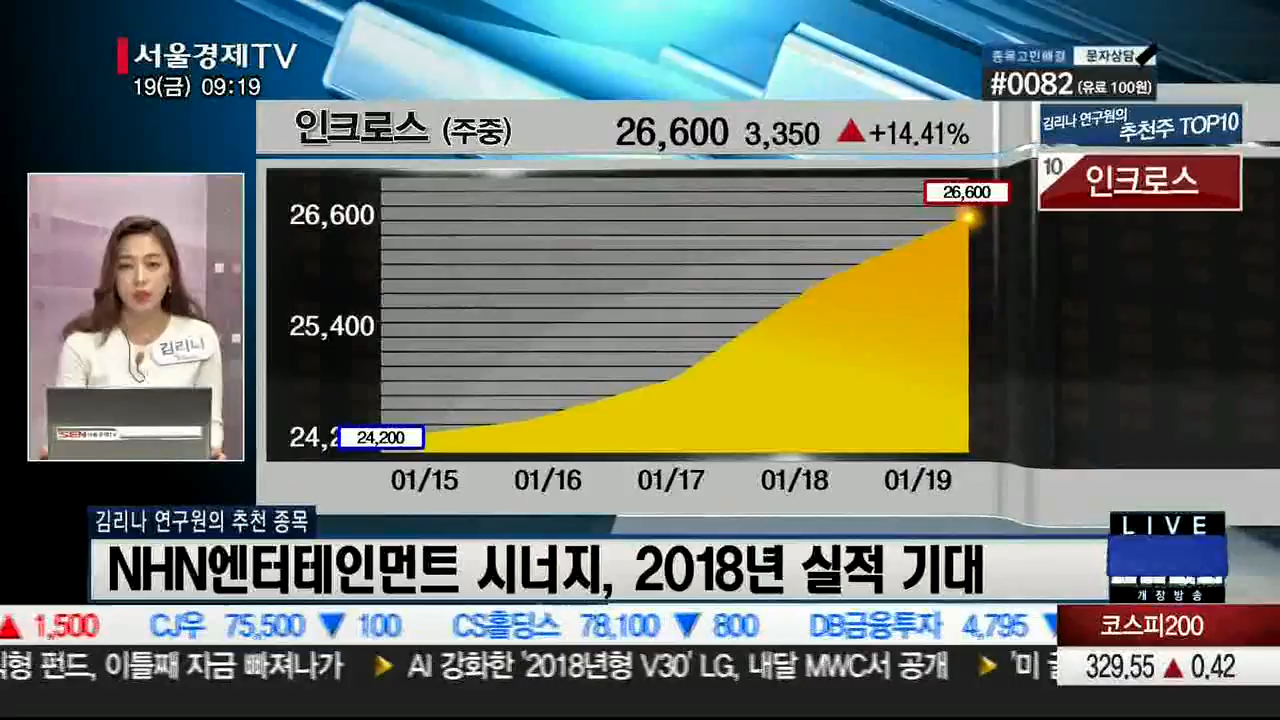 서울경제TV
19(금) 09:19
종목고민해결 문자상담
#0082 (유료 100원)
인크로스 (주중) 26,600 3,350 ▲+14.41%
김리나 연구원의 추천주 TOP10
10 인크로스
26,600
26,600
25,400
24,200
01/15 01/16 01/17 01/18 01/19
SEN 서울경제TV
김리나 연구원의 추천 종목
NHN엔터테인먼트 시너지, 2018년 실적 기대
LIVE
개장방송
▲ 1,500 CJ우 75,500 ▼ 100 CS홀딩스 78,100 ▼ 800 DB금융투자 4,795 ▼
코스피200
식형 펀드, 이틀째 자금 빠져나가 ▶ AI 강화한 '2018년형 V30' LG, 내달 MWC서 공개 ▶ '미
329.55 ▲ 0.42